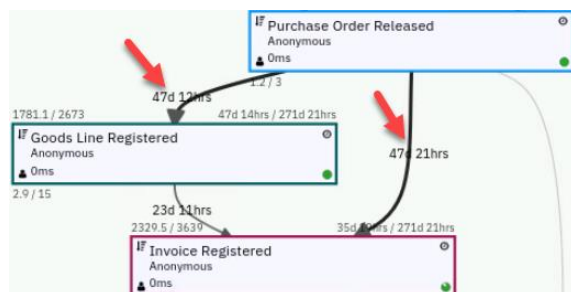 Purchase Order Released
Anonymous
0ms
1.2 / 3
47d 12hrs
1781.1 / 2673
47d 14hrs / 271d 21hrs
Goods Line Registered
Anonymous
0ms
47d 21hrs
2.9 / 15
23d 11hrs
2329.5 / 3639
35d / 271d 21hrs
Invoice Registered
Anonymous
0ms